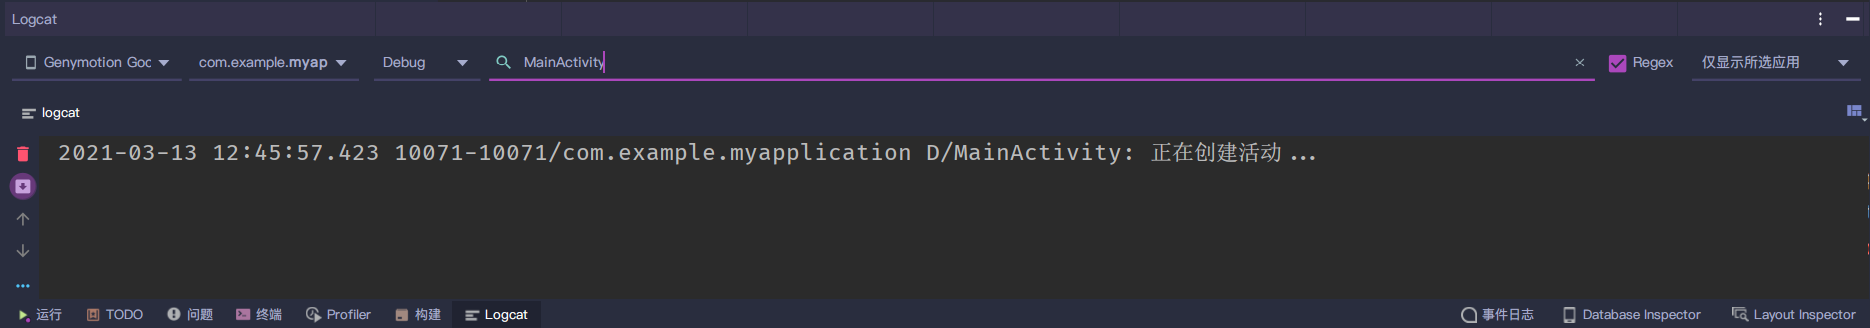 Logcat
Genymotion Goo com.example.myap Debug MainActivity Regex 仅显示所选应用
logcat
2021-03-13 12:45:57.423 10071-10071/com.example.myapplication D/MainActivity: 正在创建活动...
运行 TODO 问题 终端 Profiler 构建 Logcat 事件日志 Database Inspector Layout Inspector